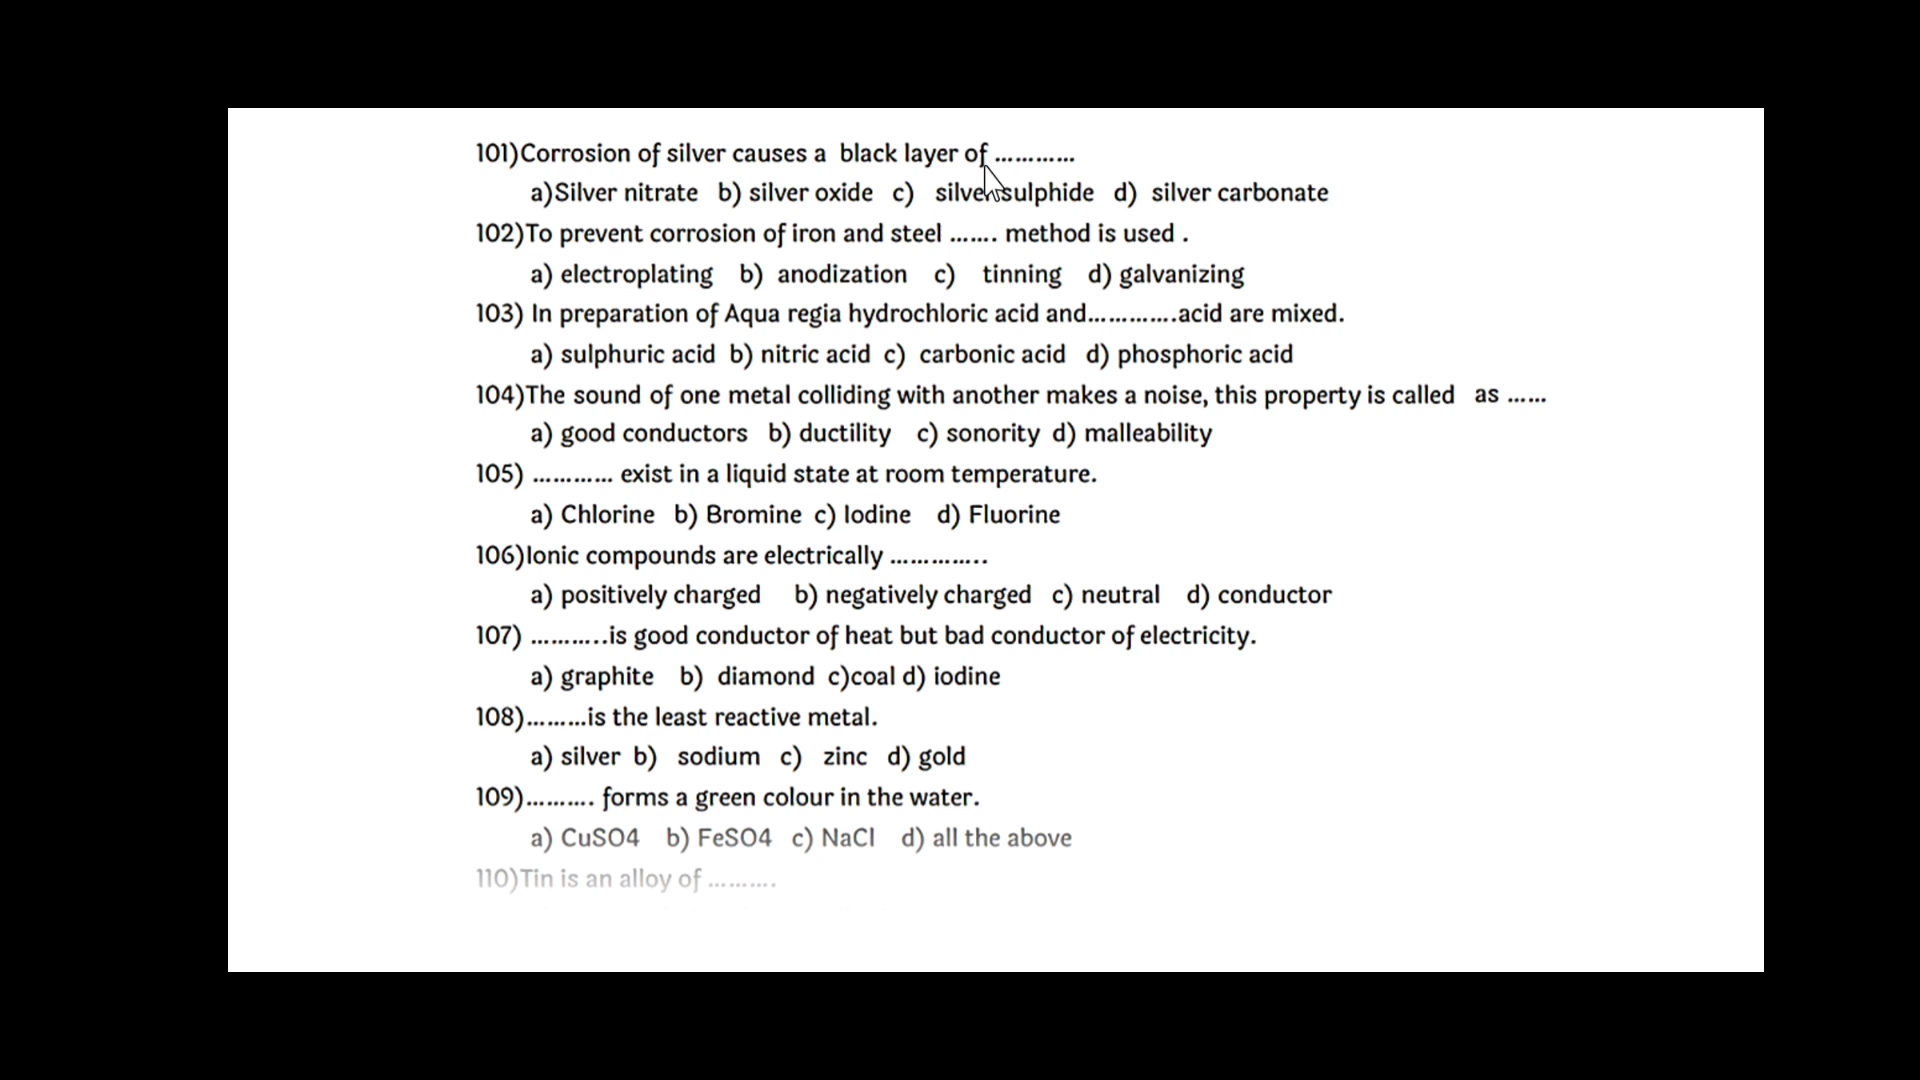 101)Corrosion of silver causes a black layer of …………
a)Silver nitrate b) silver oxide c) silver sulphide d) silver carbonate
102)To prevent corrosion of iron and steel ……. method is used .
a) electroplating b) anodization c) tinning d) galvanizing
103) In preparation of Aqua regia hydrochloric acid and………….acid are mixed.
a) sulphuric acid b) nitric acid c) carbonic acid d) phosphoric acid
104)The sound of one metal colliding with another makes a noise, this property is called as ……
a) good conductors b) ductility c) sonority d) malleability
105) ………… exist in a liquid state at room temperature.
a) Chlorine b) Bromine c) Iodine d) Fluorine
106)Ionic compounds are electrically …………..
a) positively charged b) negatively charged c) neutral d) conductor
107) ………..is good conductor of heat but bad conductor of electricity.
a) graphite b) diamond c)coal d) iodine
108)………is the least reactive metal.
a) silver b) sodium c) zinc d) gold
109)………. forms a green colour in the water.
a) CuSO4 b) FeSO4 c) NaCl d) all the above
110)Tin is an alloy of ……….